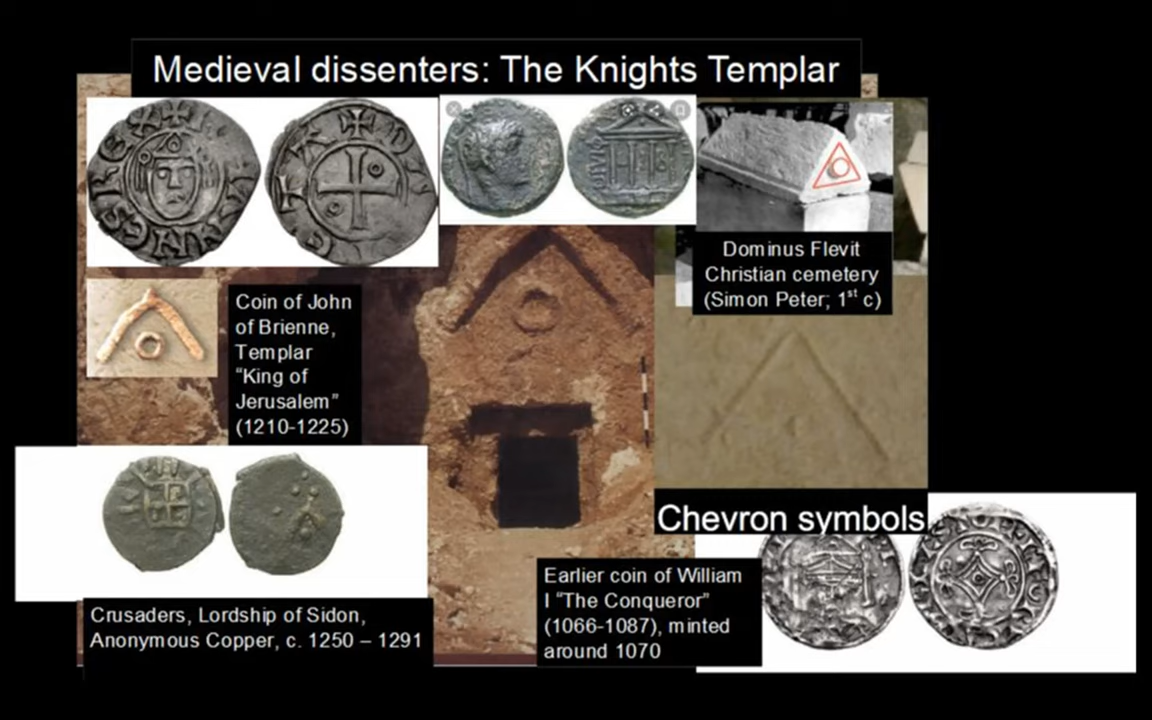 Medieval dissenters: The Knights Templar
Dominus Flevit
Christian cemetery
(Simon Peter; 1st c)
Coin of John
of Brienne,
Templar
“King of
Jerusalem”
(1210-1225)
Chevron symbols
Earlier coin of William
I “The Conqueror”
(1066-1087), minted
around 1070
Crusaders, Lordship of Sidon,
Anonymous Copper, c. 1250 – 1291